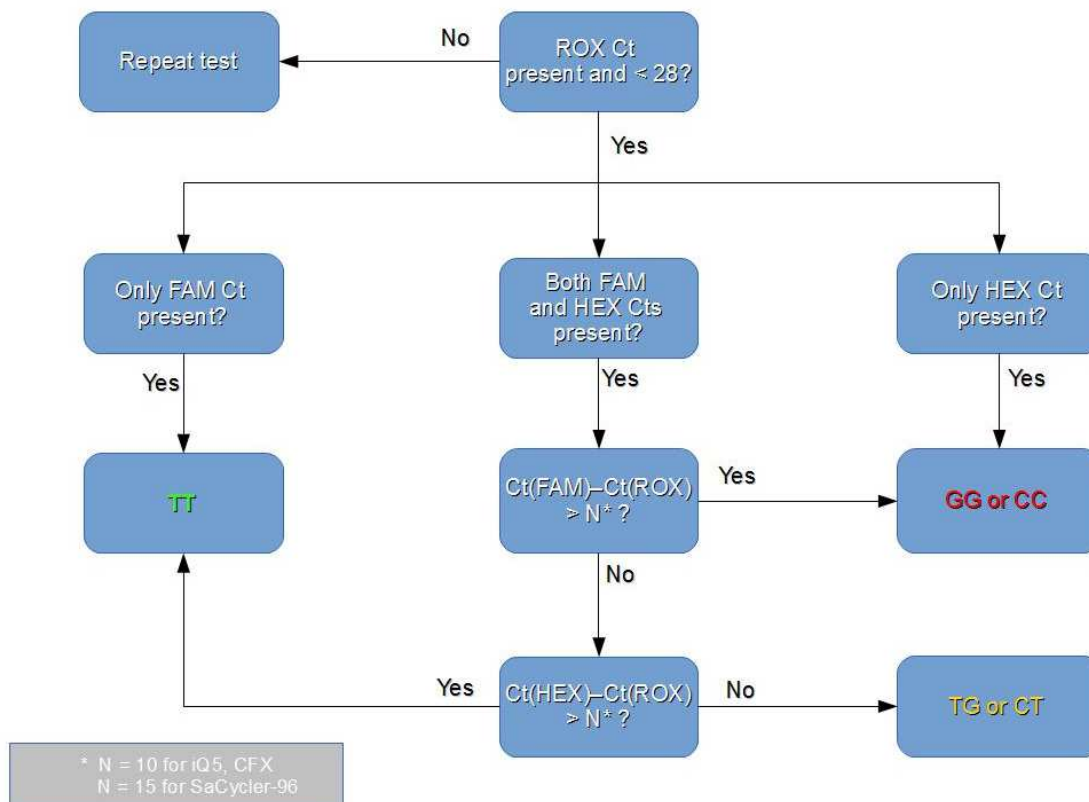 No
Repeat test
ROX Ct
present and < 28?
Yes
Only FAM Ct
present?
Both FAM
and HEX Cts
present?
Only HEX Ct
present?
Yes
Yes
Yes
TT
Ct(FAM)–Ct(ROX)
> N* ?
Yes
GG or CC
No
Yes
Ct(HEX)–Ct(ROX)
> N* ?
No
TG or CT
* N = 10 for iQ5, CFX
N = 15 for SaCycler-96